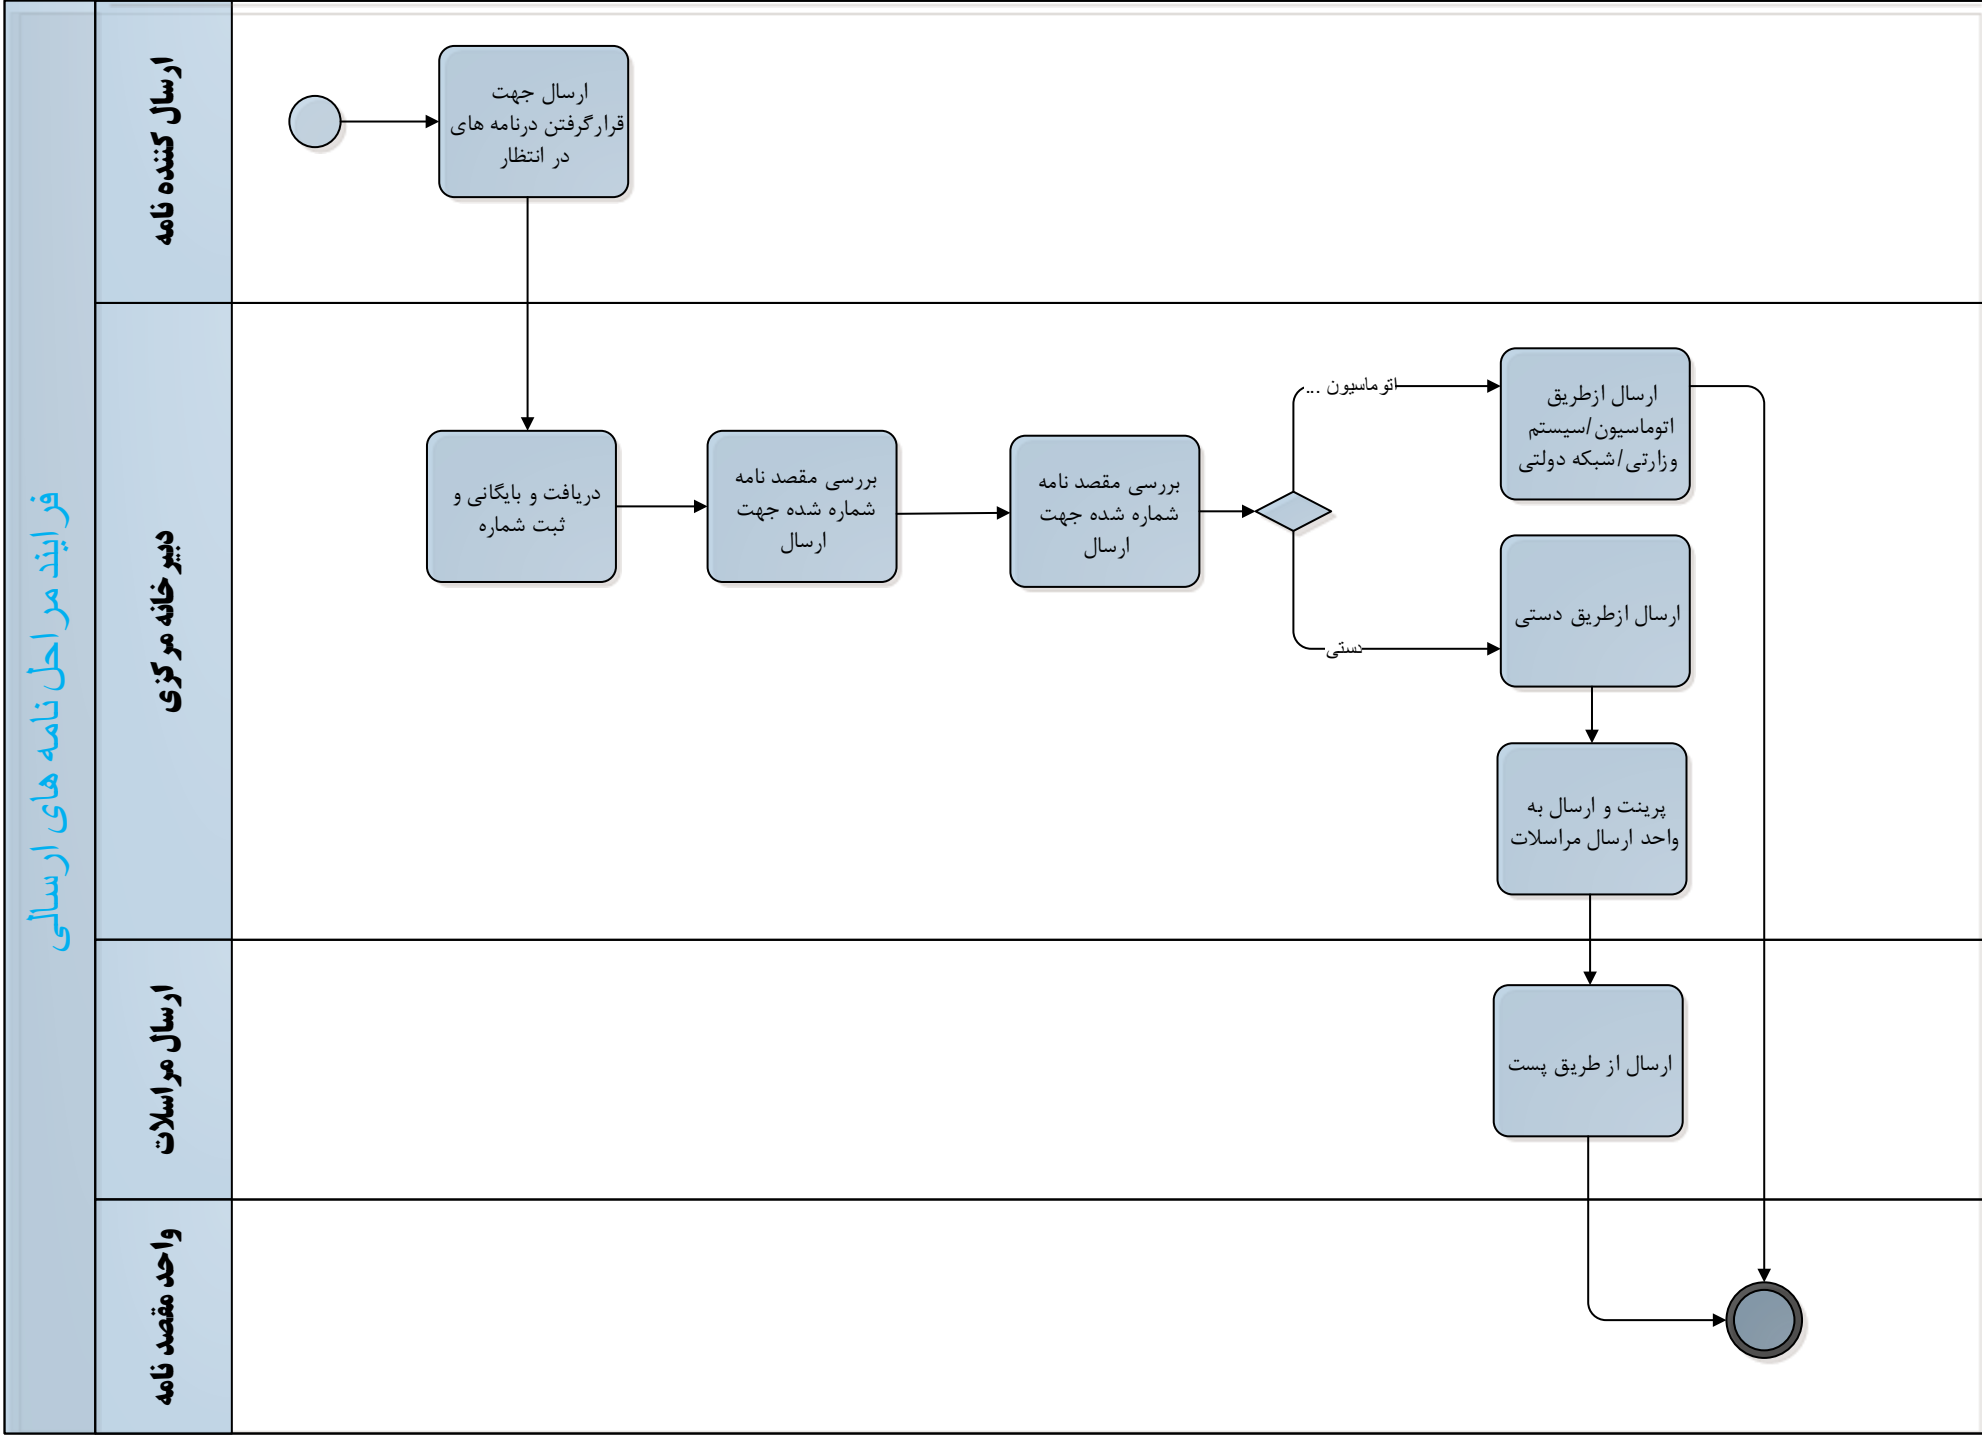 فرایند مراحل نامه های ارسالی
ارسال کننده نامه
ارسال جهت
قرارگرفتن درنامه های
در انتظار
دبیرخانه مرکزی
دریافت و بایگانی و
ثبت شماره
بررسی مقصد نامه
شماره شده جهت
ارسال
بررسی مقصد نامه
شماره شده جهت
ارسال
اتوماسیون ...
ارسال ازطریق
اتوماسیون/سیستم
وزارتی/شبکه دولتی
دستی
ارسال ازطریق دستی
پرینت و ارسال به
واحد ارسال مراسلات
ارسال مراسلات
ارسال از طریق پست
واحد مقصد نامه